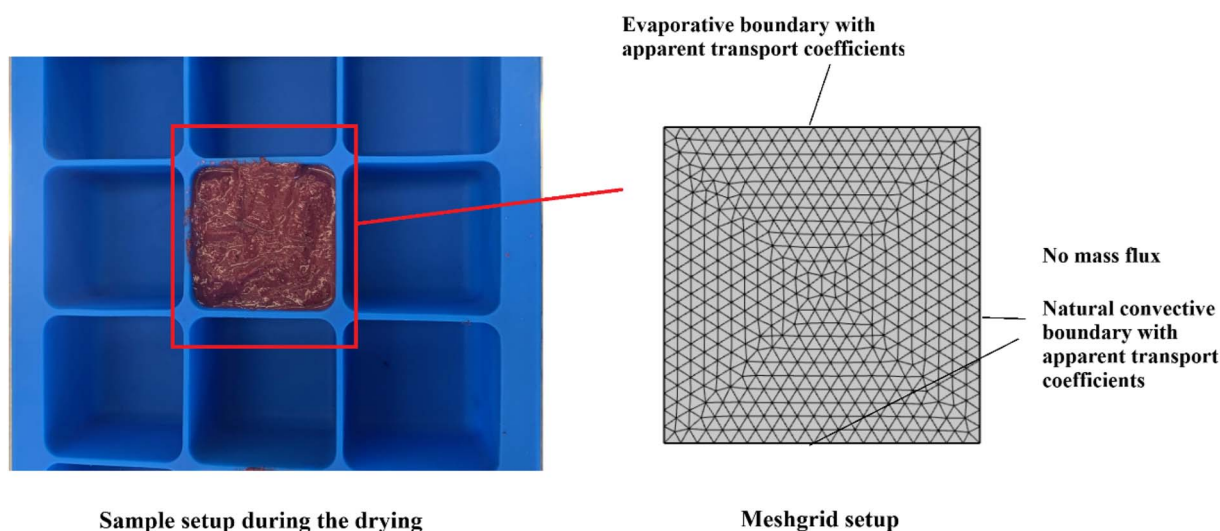 Evaporative boundary with
apparent transport coefficients
No mass flux
Natural convective
boundary with
apparent transport
coefficients
Sample setup during the drying
Meshgrid setup